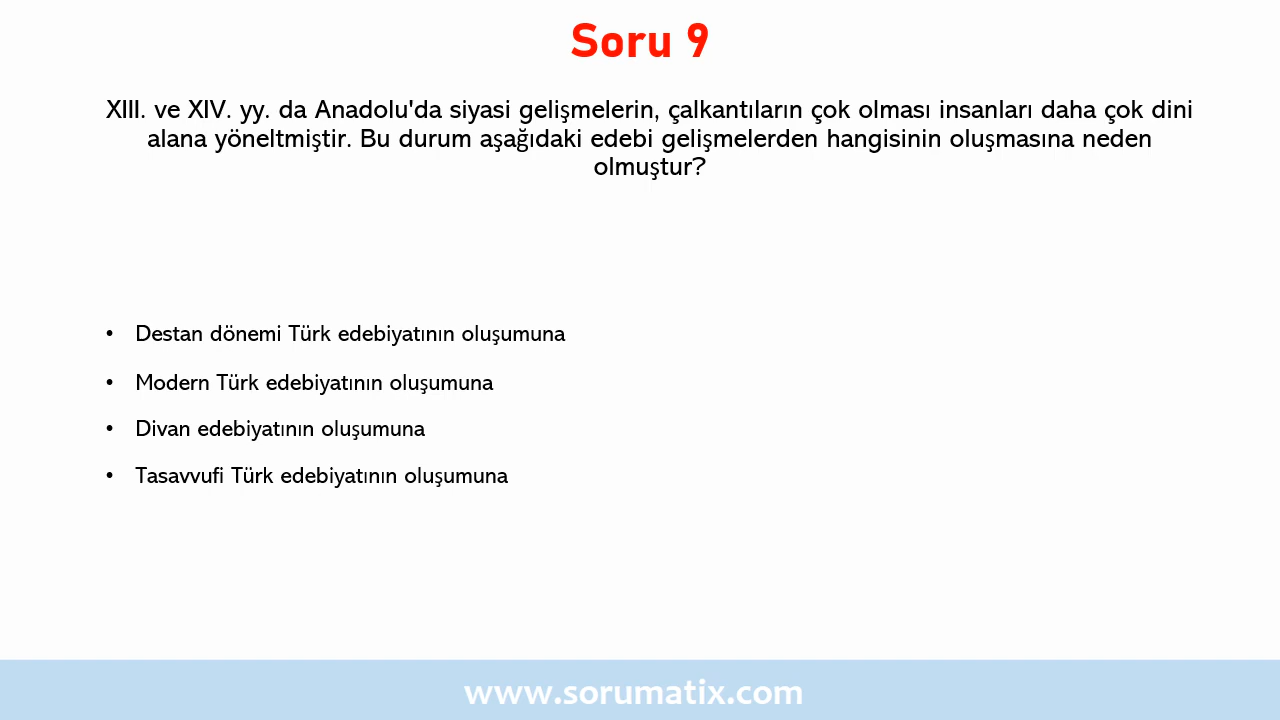 Soru 9
XIII. ve XIV. yy. da Anadolu'da siyasi gelişmelerin, çalkantıların çok olması insanları daha çok dini
alana yöneltmiştir. Bu durum aşağıdaki edebi gelişmelerden hangisinin oluşmasına neden
olmuştur?
• Destan dönemi Türk edebiyatının oluşumuna
• Modern Türk edebiyatının oluşumuna
• Divan edebiyatının oluşumuna
• Tasavvufi Türk edebiyatının oluşumuna
www.sorumatix.com